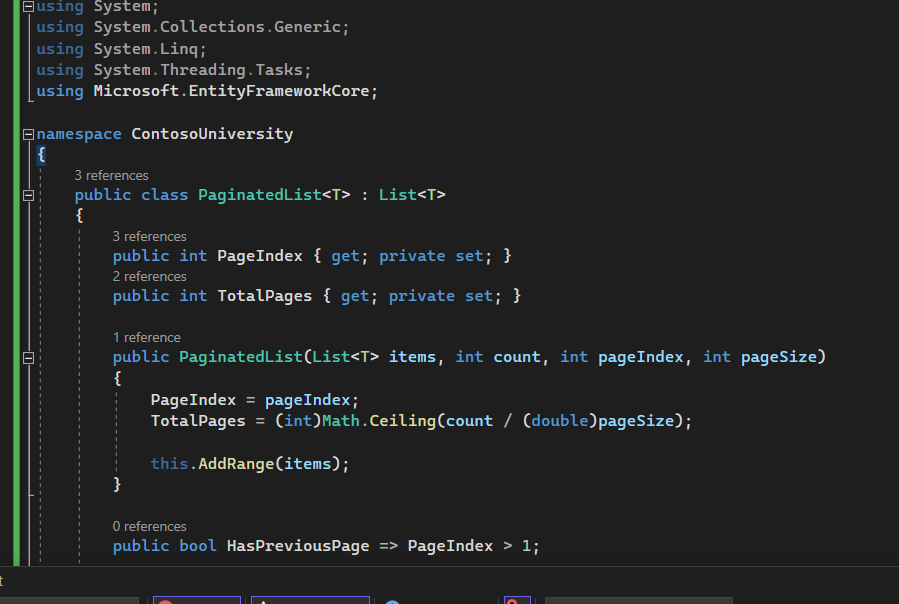 using System;
using System.Collections.Generic;
using System.Linq;
using System.Threading.Tasks;
using Microsoft.EntityFrameworkCore;
namespace ContosoUniversity
{
3 references
public class PaginatedList<T> : List<T>
{
3 references
public int PageIndex { get; private set; }
2 references
public int TotalPages { get; private set; }
1 reference
public PaginatedList(List<T> items, int count, int pageIndex, int pageSize)
{
PageIndex = pageIndex;
TotalPages = (int)Math.Ceiling(count / (double)pageSize);
this.AddRange(items);
}
0 references
public bool HasPreviousPage => PageIndex > 1;
t